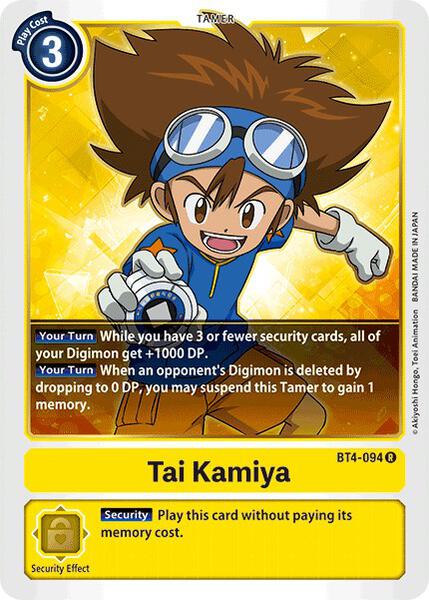 TAMER
Play Cost
3
Your Turn While you have 3 or fewer security cards, all of
your Digimon get +1000 DP.
Your Turn When an opponent's Digimon is deleted by
dropping to 0 DP, you may suspend this Tamer to gain 1
memory.
©Akiyoshi Hongo, Toei Animation BANDAI MADE IN JAPAN
BT4-094 R
Tai Kamiya
Security Play this card without paying its
memory cost.
Security Effect